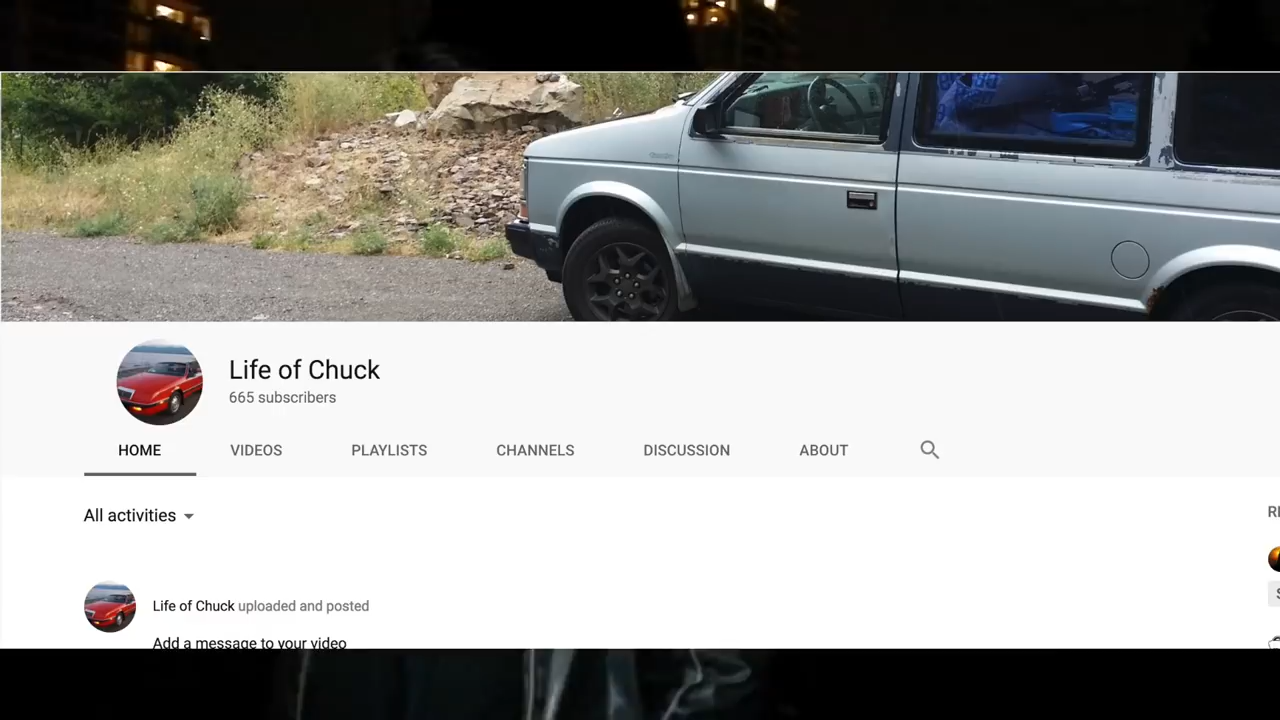 Life of Chuck
665 subscribers
HOME VIDEOS PLAYLISTS CHANNELS DISCUSSION ABOUT
All activities
Life of Chuck uploaded and posted
Add a message to your video